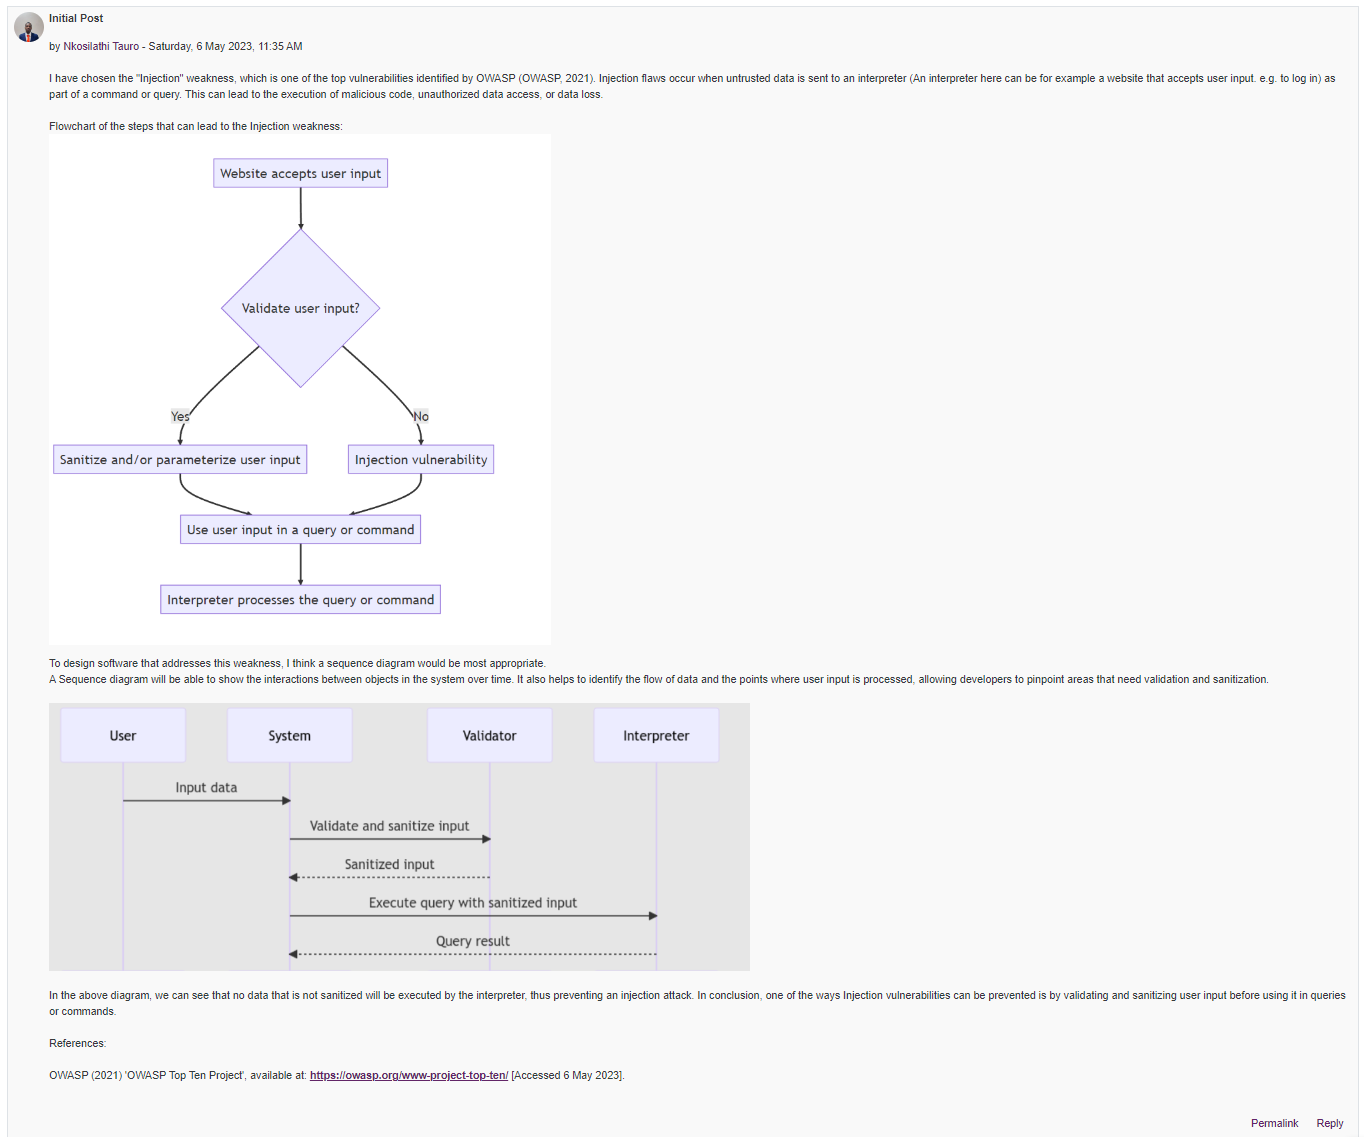 Initial Post
by Nkosilathi Tauro - Saturday, 6 May 2023, 11:35 AM
I have chosen the "Injection" weakness, which is one of the top vulnerabilities identified by OWASP (OWASP, 2021). Injection flaws occur when untrusted data is sent to an interpreter (An interpreter here can be for example a website that accepts user input. e.g. to log in) as
part of a command or query. This can lead to the execution of malicious code, unauthorized data access, or data loss.
Flowchart of the steps that can lead to the Injection weakness:
Website accepts user input
Validate user input?
Yes
No
Sanitize and/or parameterize user input
Injection vulnerability
Use user input in a query or command
Interpreter processes the query or command
To design software that addresses this weakness, I think a sequence diagram would be most appropriate.
A Sequence diagram will be able to show the interactions between objects in the system over time. It also helps to identify the flow of data and the points where user input is processed, allowing developers to pinpoint areas that need validation and sanitization.
User
System
Validator
Interpreter
Input data
Validate and sanitize input
Sanitized input
Execute query with sanitized input
Query result
In the above diagram, we can see that no data that is not sanitized will be executed by the interpreter, thus preventing an injection attack. In conclusion, one of the ways Injection vulnerabilities can be prevented is by validating and sanitizing user input before using it in queries
or commands.
References:
OWASP (2021) 'OWASP Top Ten Project', available at: https://owasp.org/www-project-top-ten/ [Accessed 6 May 2023].
Permalink
Reply